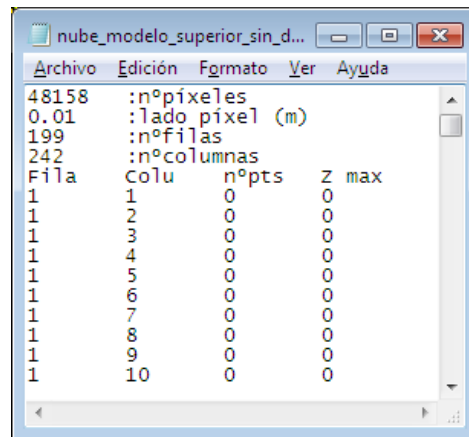 nube_modelo_superior_sin_d...
Archivo Edición Formato Ver Ayuda
48158 :nºpíxeles
0.01 :lado píxel (m)
199 :nºfilas
242 :nºcolumnas
Fila Colu nºpts Z max
1 1 0 0
1 2 0 0
1 3 0 0
1 4 0 0
1 5 0 0
1 6 0 0
1 7 0 0
1 8 0 0
1 9 0 0
1 10 0 0